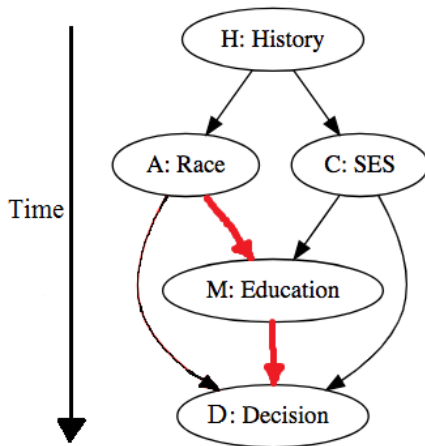 H: History
A: Race
C: SES
Time
M: Education
D: Decision